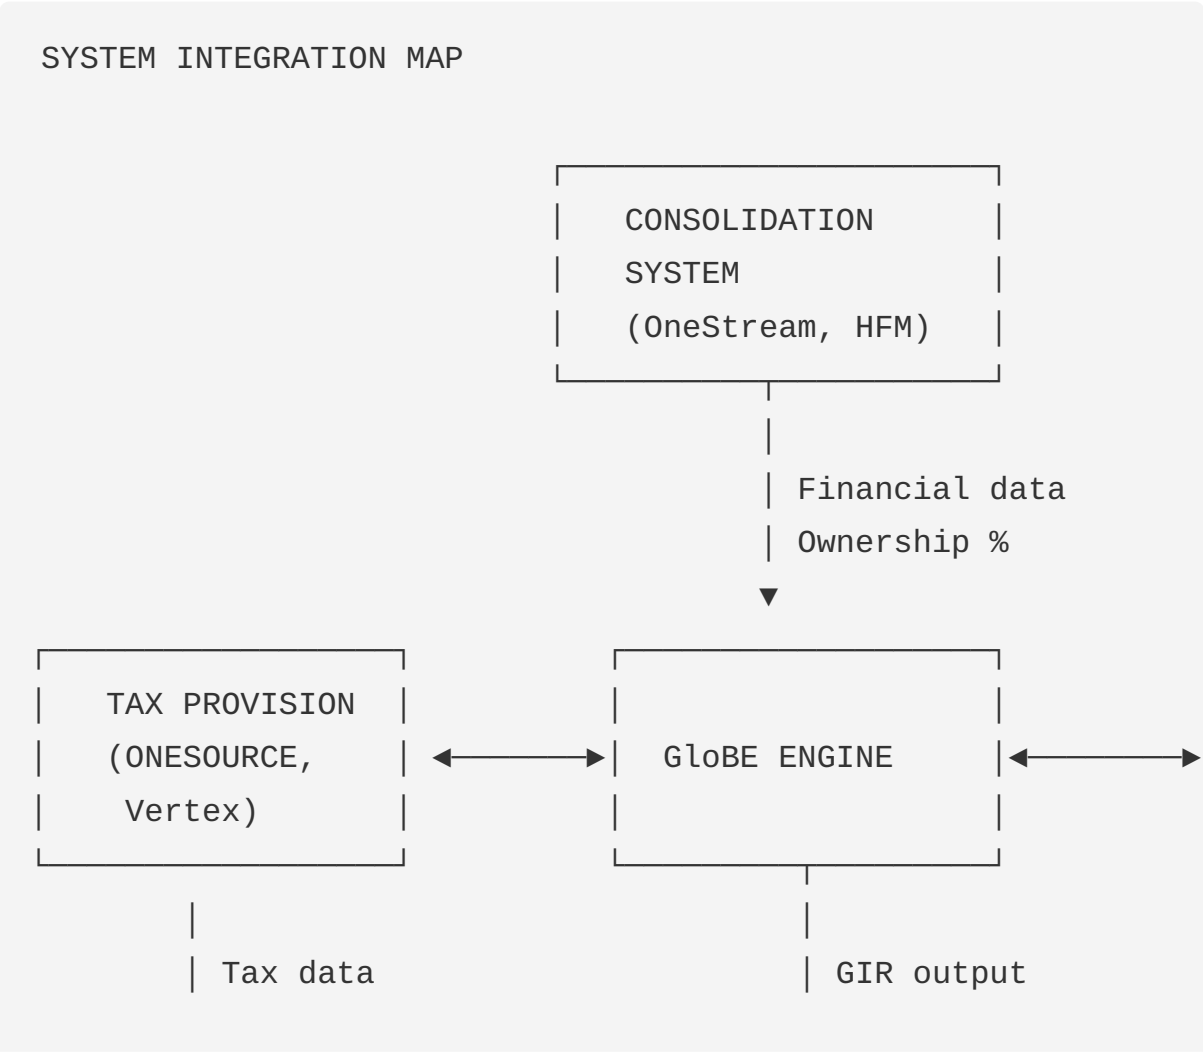 SYSTEM INTEGRATION MAP
CONSOLIDATION
SYSTEM
(OneStream, HFM)
Financial data
Ownership %
TAX PROVISION
(ONESOURCE,
Vertex)
GloBE ENGINE
Tax data
GIR output